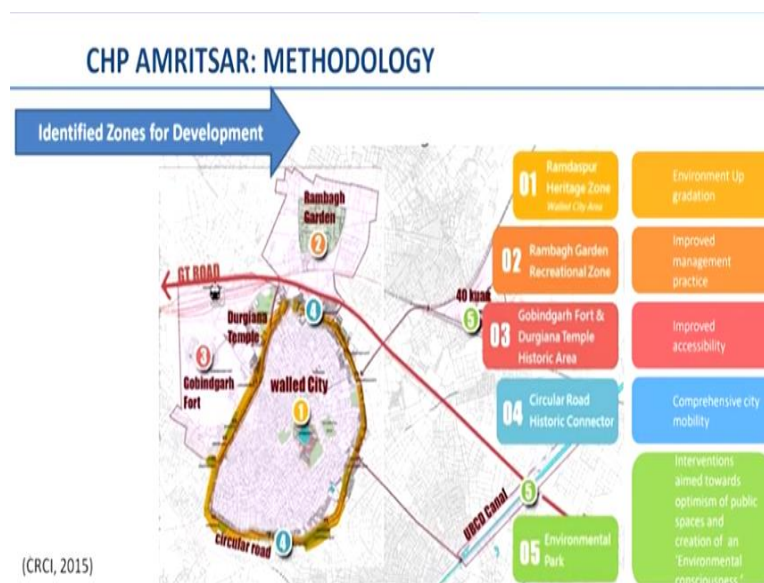 CHP AMRITSAR: METHODOLOGY
Identified Zones for Development
Rambagh
Garden
2
GT ROAD
4
Durgiana
Temple
40 kuan
5
3
Gobindgarh
Fort
walled City
1
UBCD Canal
5
circular road
4
01
Ramdaspur
Heritage Zone
Walled City Area
Environment Up
gradation
02
Rambagh Garden
Recreational Zone
Improved
management
practice
03
Gobindgarh Fort &
Durgiana Temple
Historic Area
Improved
accessibility
04
Circular Road
Historic Connector
Comprehensive city
mobility
05
Environmental
Park
Interventions
aimed towards
optimism of public
spaces and
creation of an
'Environmental
consciousness.'
(CRCI, 2015)